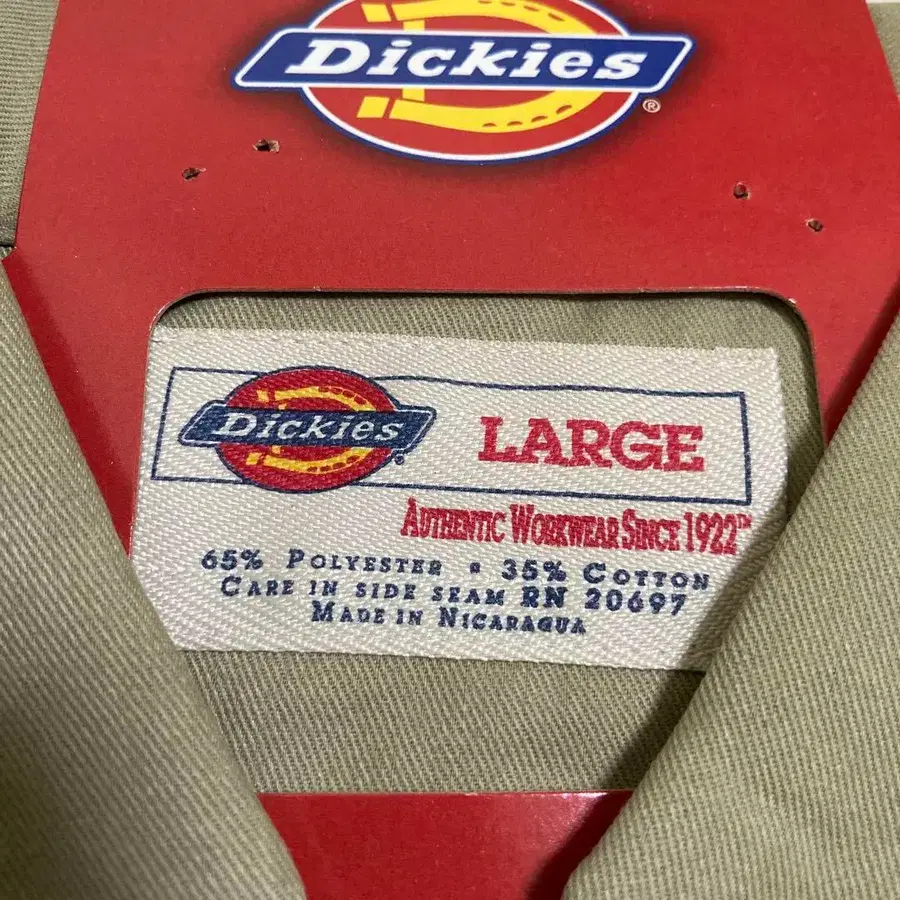 Dickies®
Dickies® LARGE
AUTHENTIC WORKWEAR SINCE 1922™
65% POLYESTER ▪ 35% COTTON
CARE IN SIDE SEAM RN 20697
MADE IN NICARAGUA